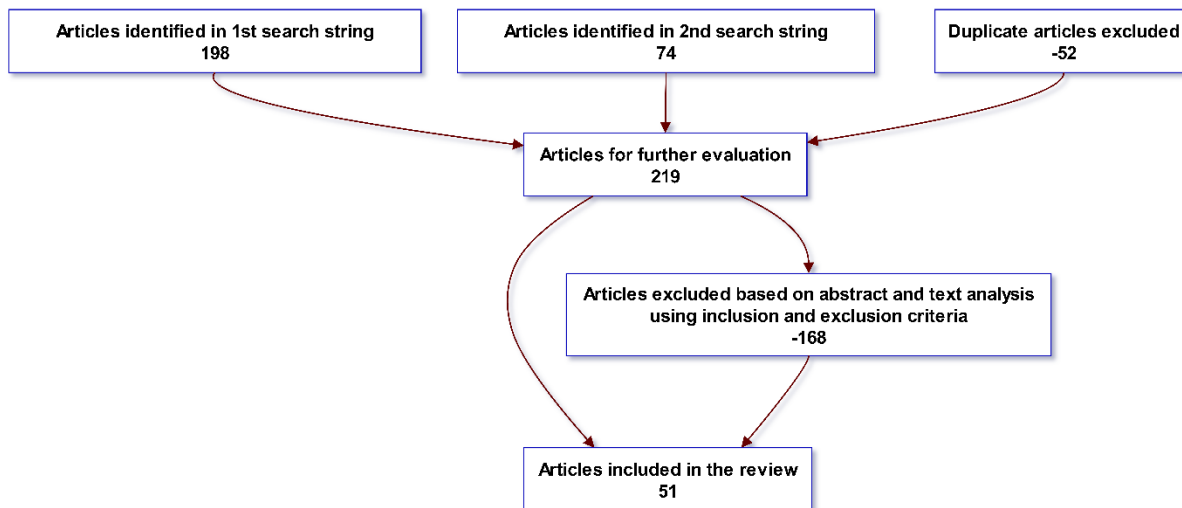 Articles identified in 1st search string
198
Articles identified in 2nd search string
74
Duplicate articles excluded
-52
Articles for further evaluation
219
Articles excluded based on abstract and text analysis
using inclusion and exclusion criteria
-168
Articles included in the review
51